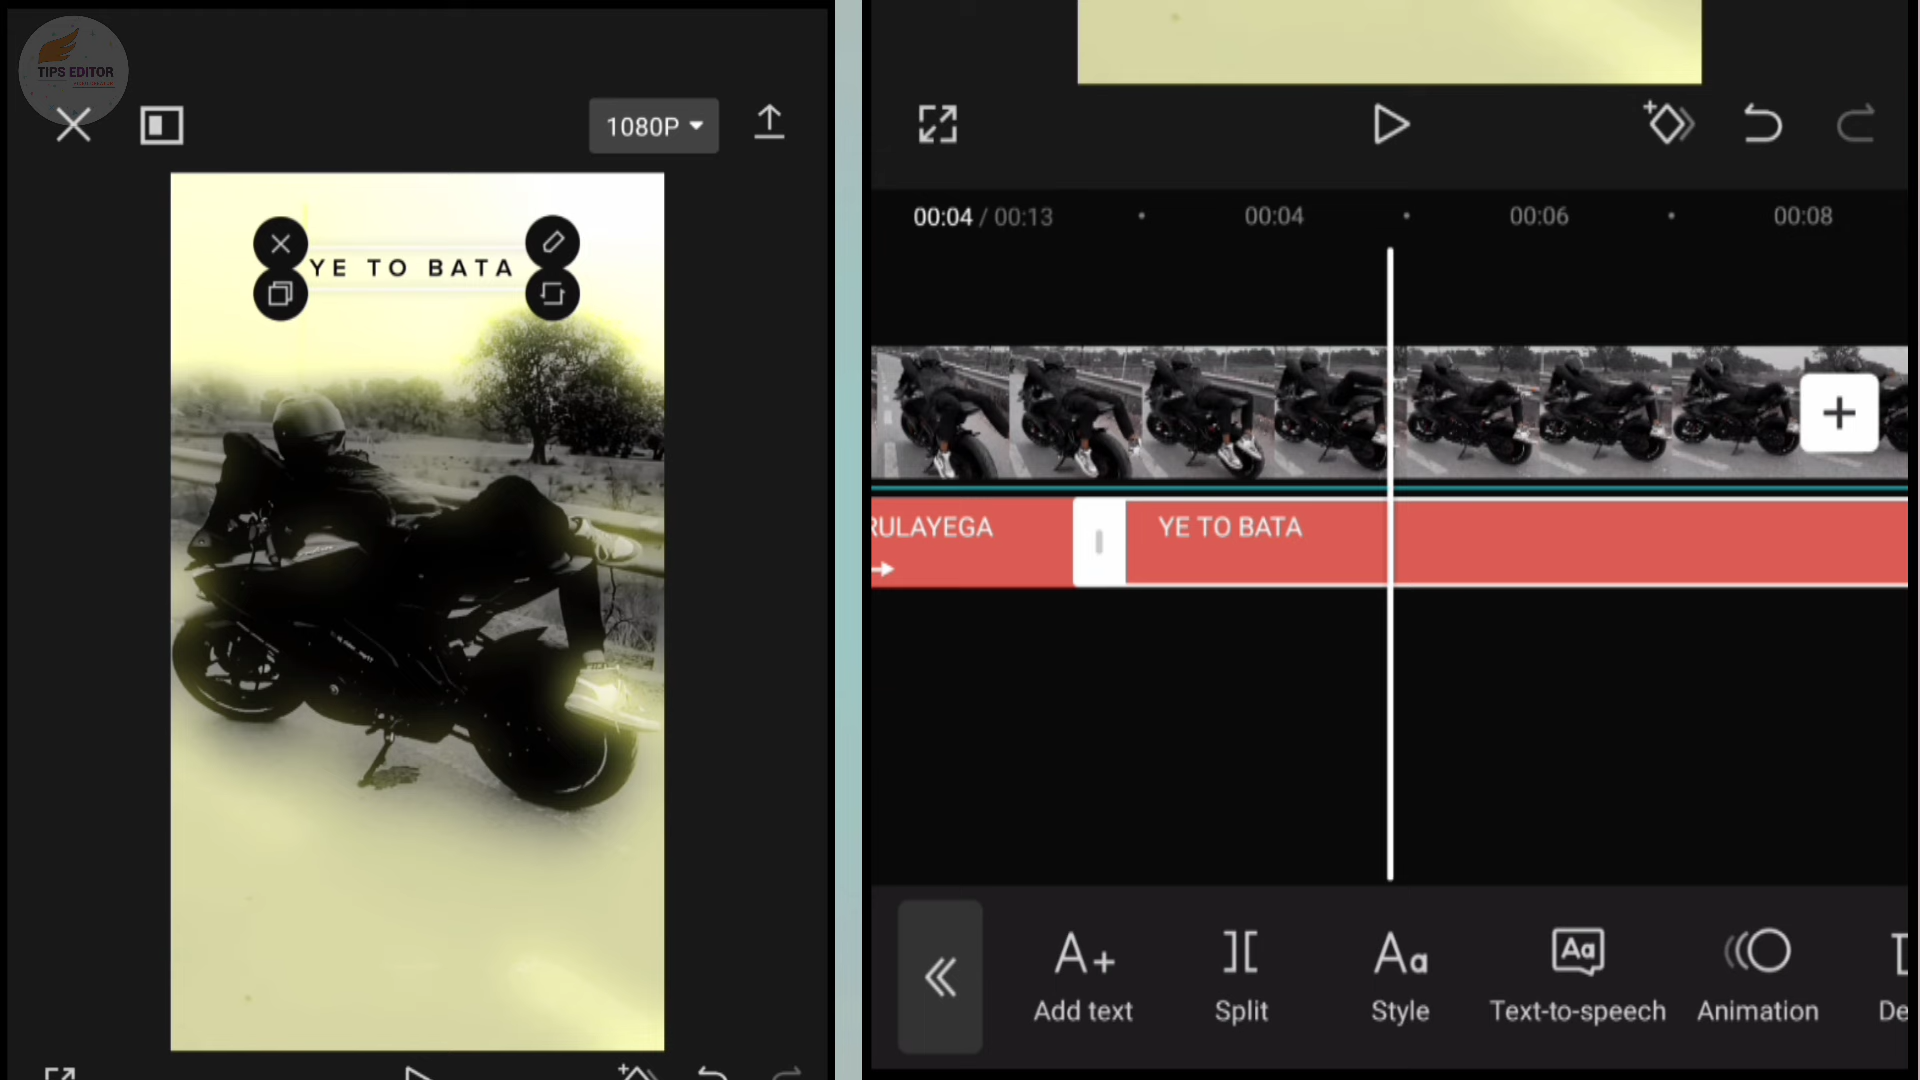 TIPS EDITOR
1080P
YE TO BATA
00:04 / 00:13
00:04
00:06
00:08
RULAYEGA
YE TO BATA
Add text
Split
Style
Text-to-speech
Animation
De